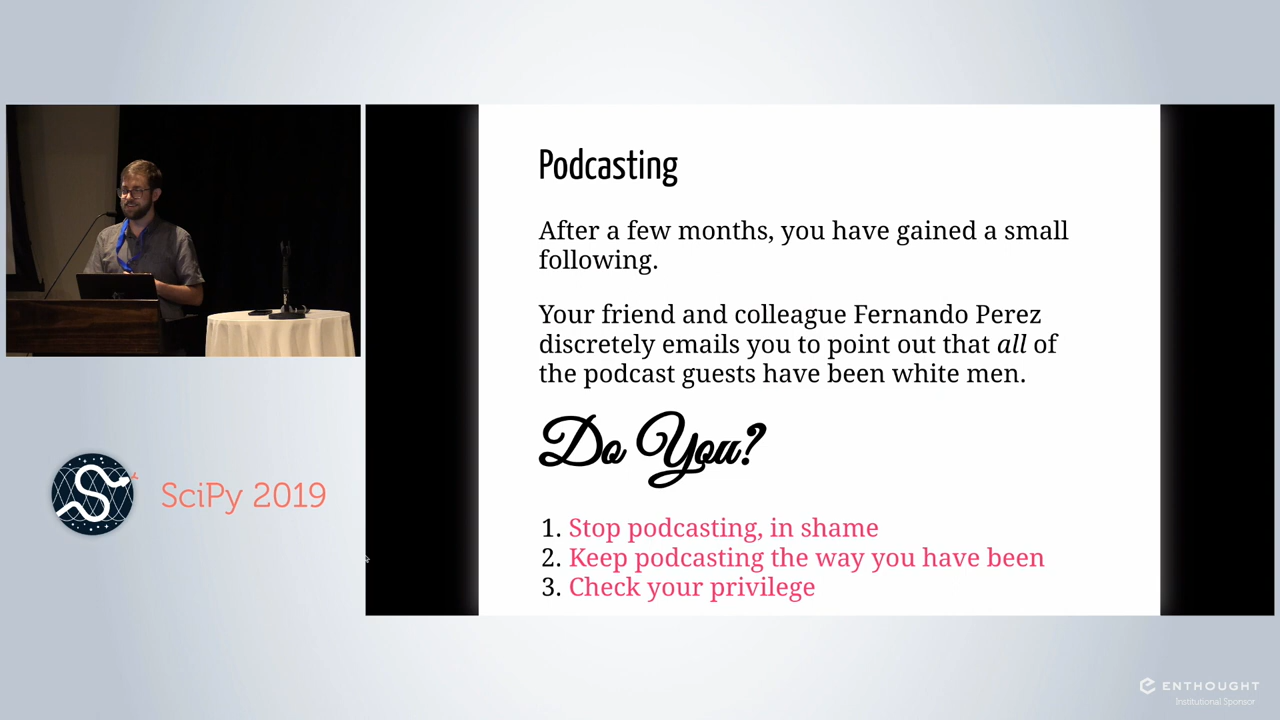 Podcasting
After a few months, you have gained a small
following.
Your friend and colleague Fernando Perez
discretely emails you to point out that all of
the podcast guests have been white men.
Do You?
1. Stop podcasting, in shame
2. Keep podcasting the way you have been
3. Check your privilege
SciPy 2019
ENTHOUGHT
Institutional Sponsor